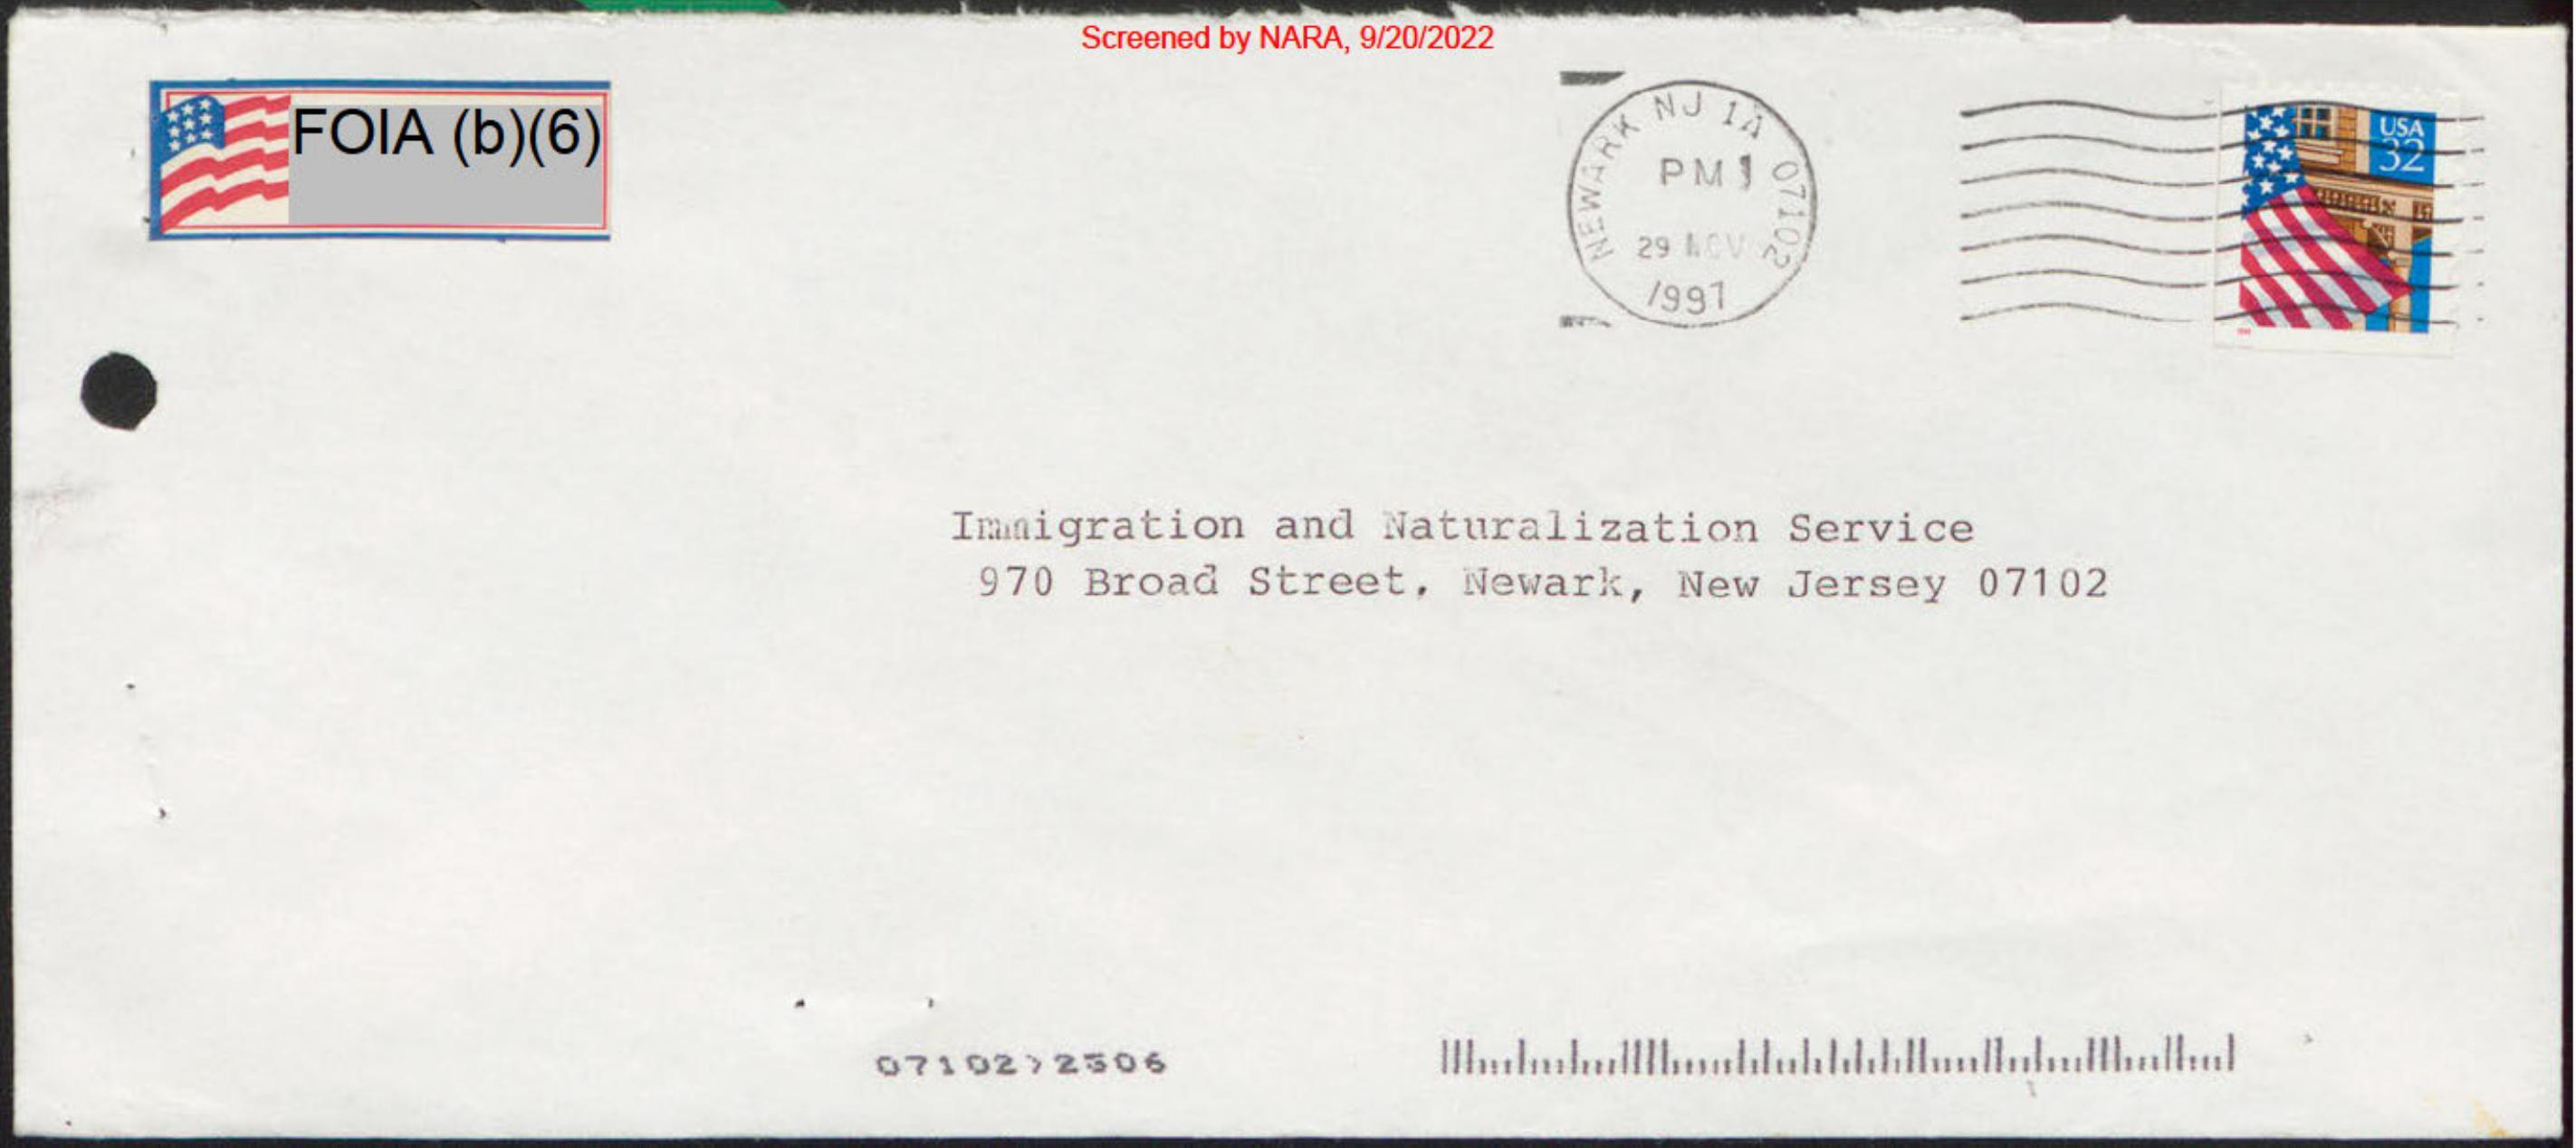 Screened by NARA, 9/20/2022
FOIA (b)(6)
NEWARK NJ 1A 07102
PM
29 NOV
1997
USA
32
Immigration and Naturalization Service
970 Broad Street, Newark, New Jersey 07102
07102>2506